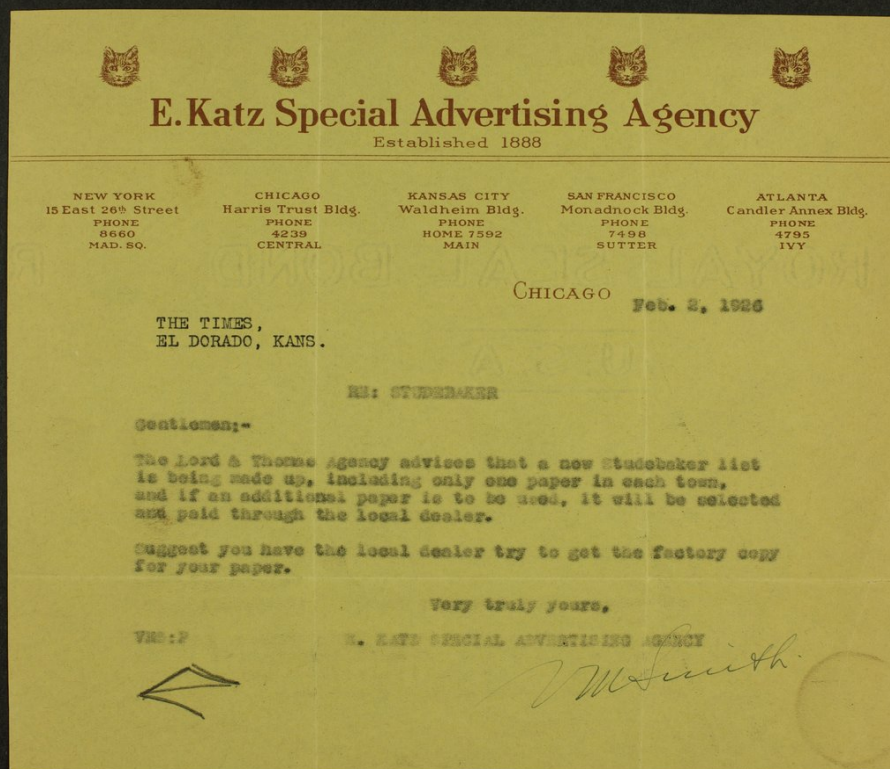 E. Katz Special Advertising Agency
Established 1888
NEW YORK
15 East 26th Street
PHONE
8660
MAD. SQ.
CHICAGO
Harris Trust Bldg.
PHONE
4239
CENTRAL
KANSAS CITY
Waldheim Bldg.
PHONE
HOME 7592
MAIN
SAN FRANCISCO
Monadnock Bldg.
PHONE
7498
SUTTER
ATLANTA
Candler Annex Bldg.
PHONE
4795
IVY
CHICAGO Feb. 2, 1926
THE TIMES,
EL DORADO, KANS.
RE: STUDEBAKER
Gentlemen;-
The Lord & Thomas Agency advises that a new Studebaker list
is being made up, including only one paper in each town,
and if an additional paper is to be used, it will be selected
and paid through the local dealer.
Suggest you have the local dealer try to get the factory copy
for your paper.
Very truly yours,
VMS:P E. KATZ SPECIAL ADVERTISING AGENCY
VM Smith